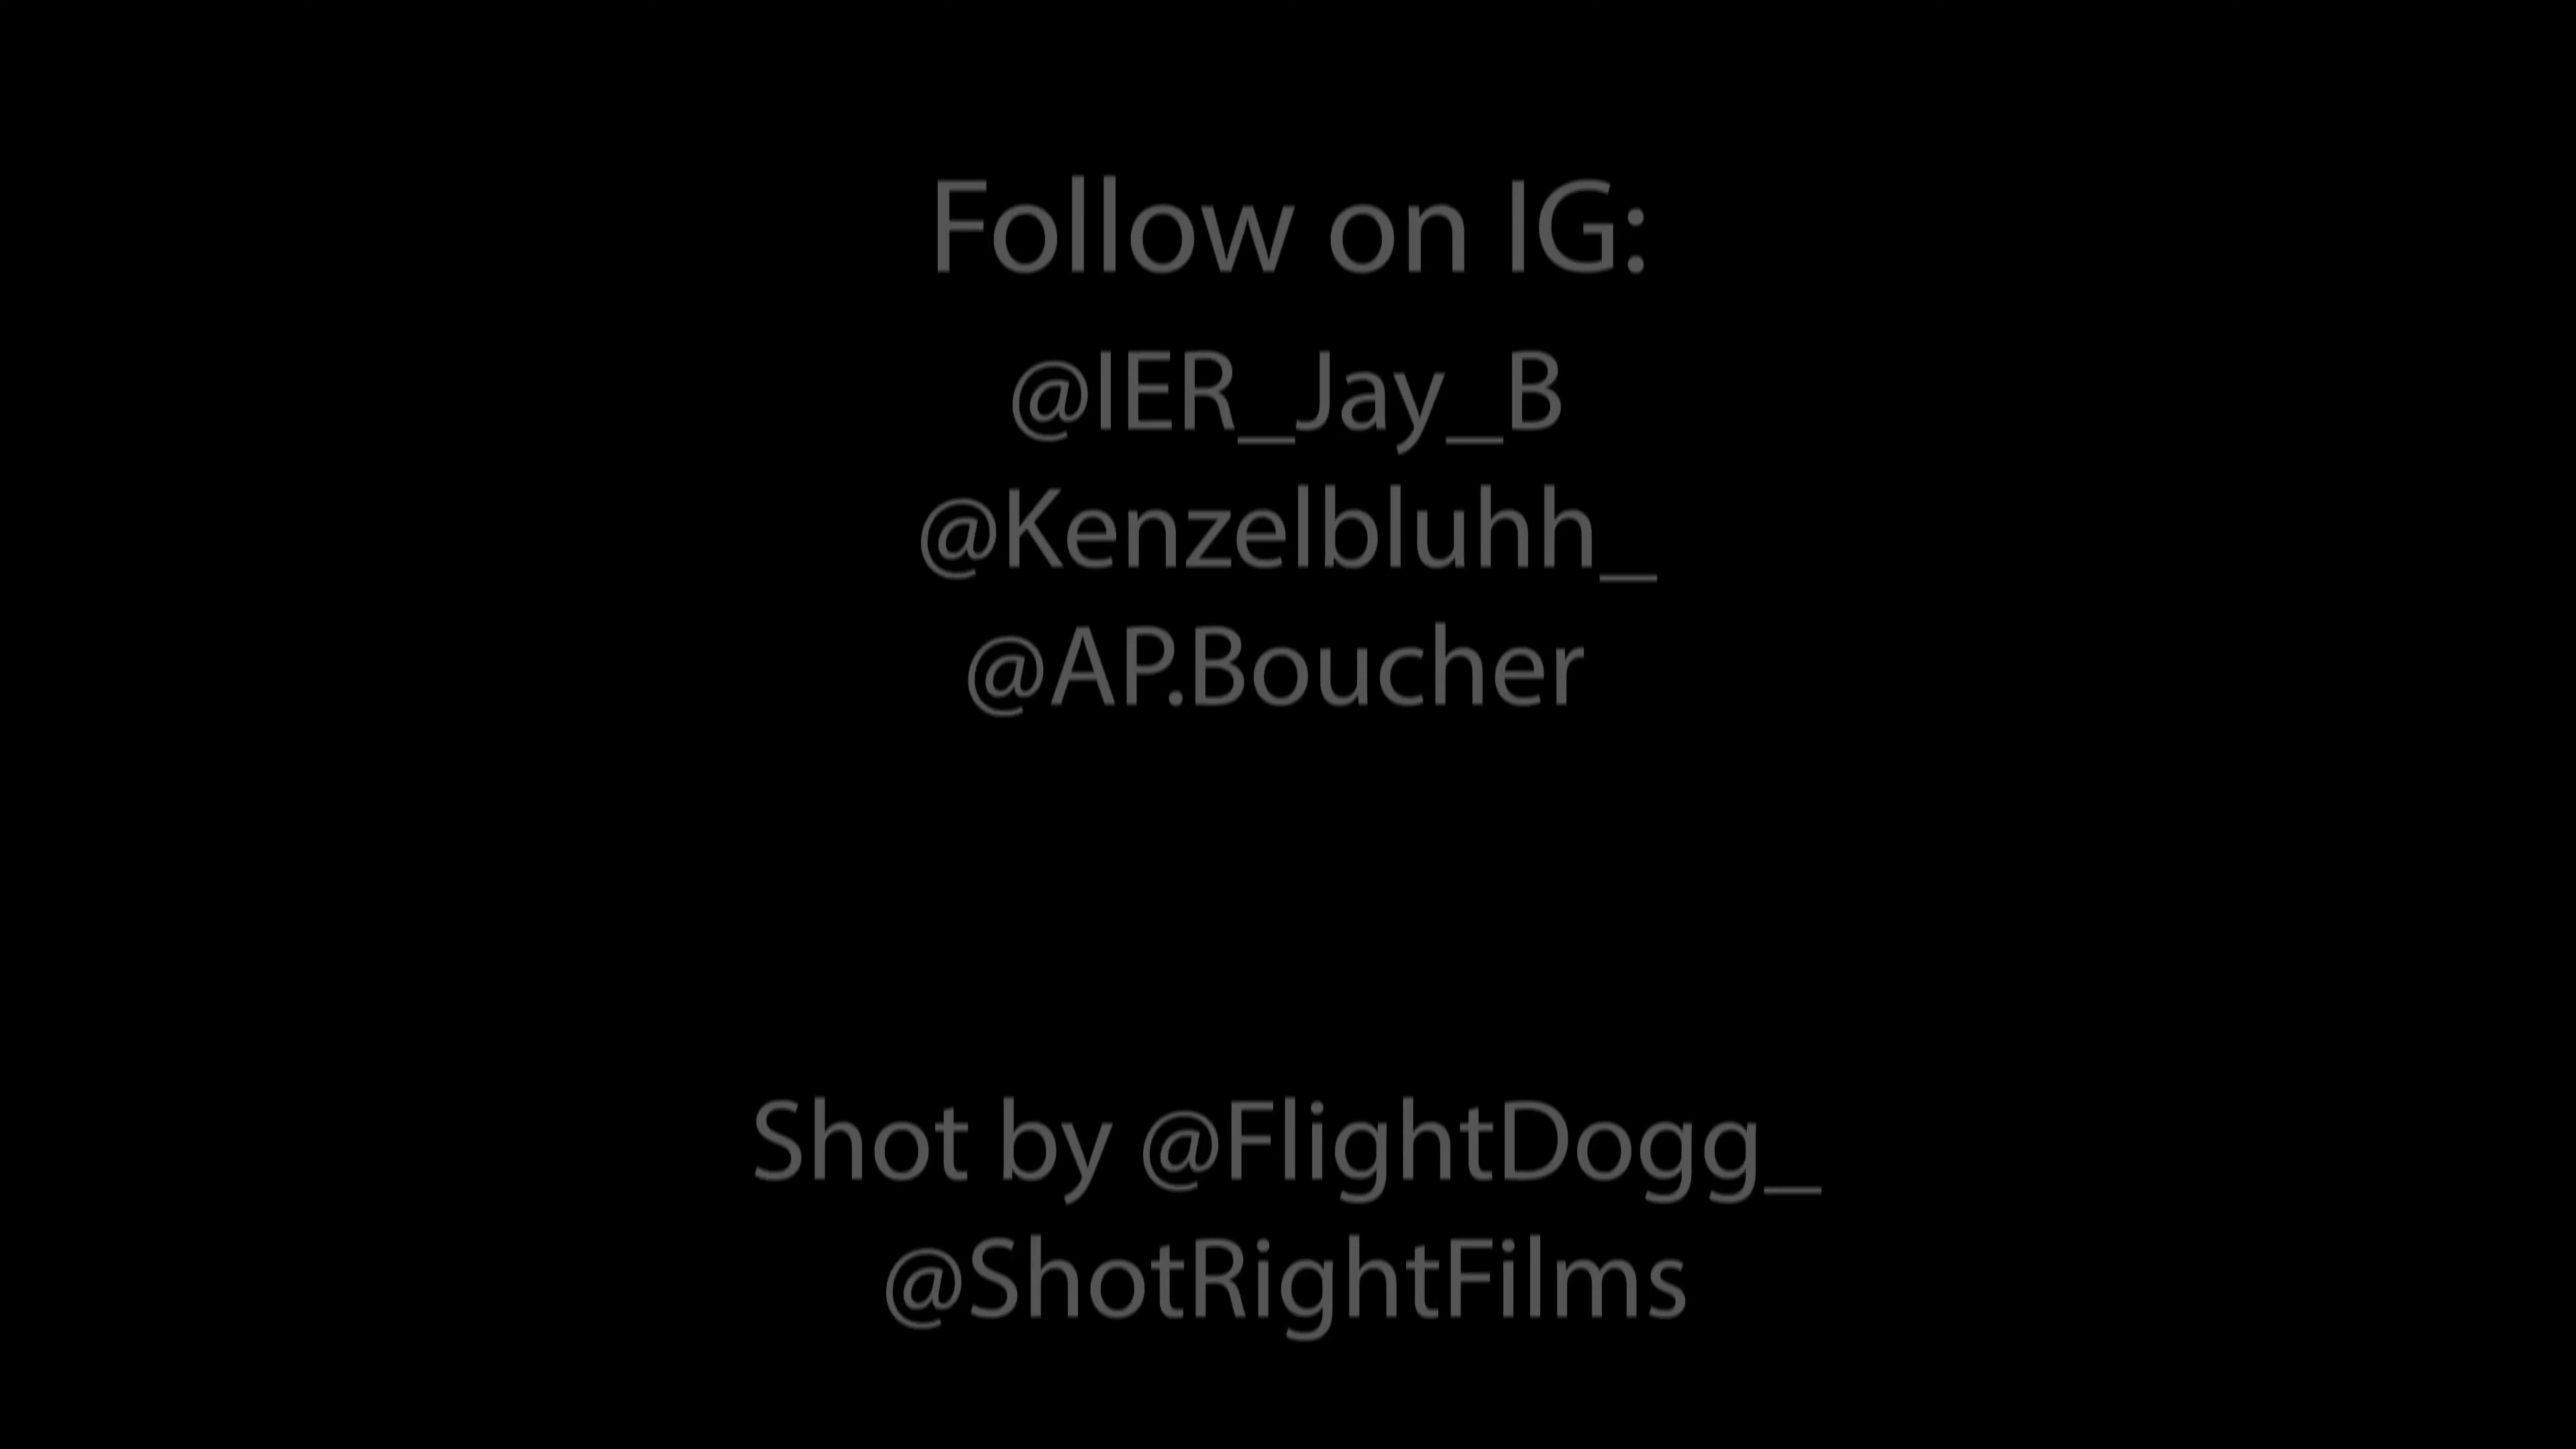 Follow on IG:
@IER_Jay_B
@Kenzelbluhh_
@AP.Boucher
Shot by @FlightDogg_
@ShotRightFilms